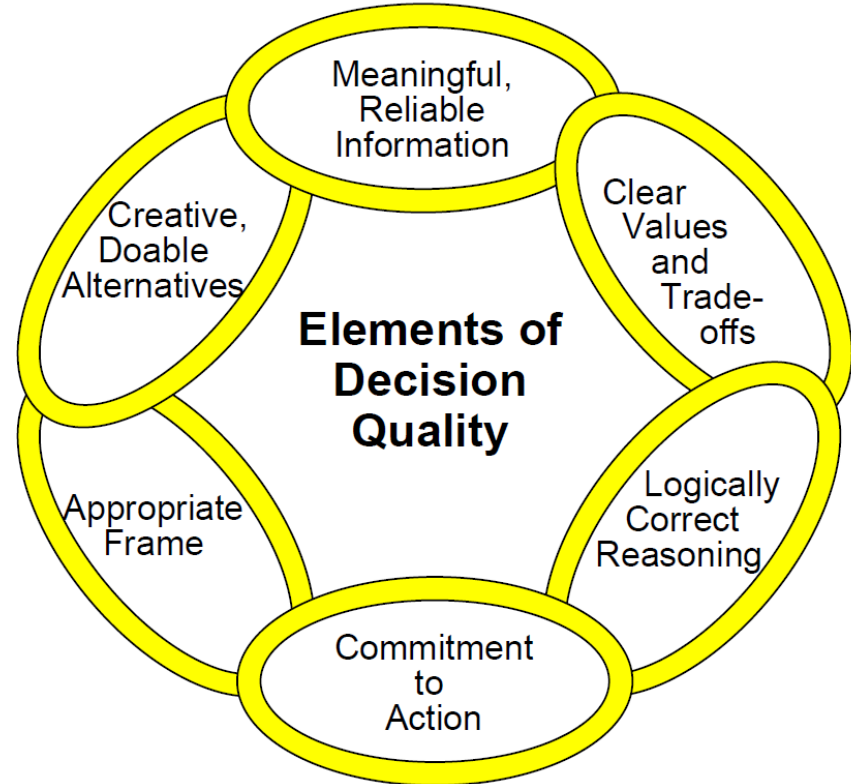 Meaningful,
Reliable
Information
Clear
Values
and
Trade-
offs
Creative,
Doable
Alternatives
Elements of
Decision
Quality
Logically
Correct
Reasoning
Appropriate
Frame
Commitment
to
Action